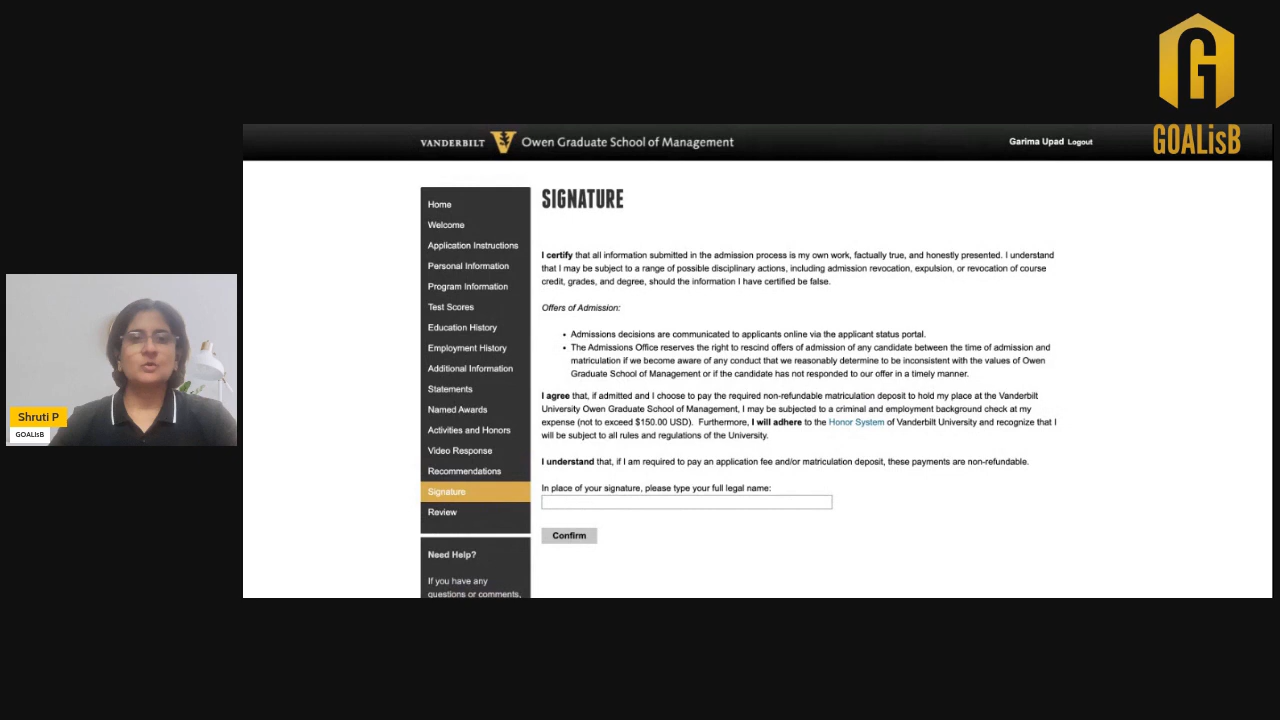 G
GOALisB
VANDERBILT V Owen Graduate School of Management
Garima Upad Logout
Home
Welcome
Application Instructions
Personal Information
Program Information
Test Scores
Education History
Employment History
Additional Information
Statements
Named Awards
Activities and Honors
Video Response
Recommendations
Signature
Review
Need Help?
If you have any
questions or comments,
SIGNATURE
I certify that all information submitted in the admission process is my own work, factually true, and honestly presented. I understand
that I may be subject to a range of possible disciplinary actions, including admission revocation, expulsion, or revocation of course
credit, grades, and degree, should the information I have certified be false.
Offers of Admission:
• Admissions decisions are communicated to applicants online via the applicant status portal.
• The Admissions Office reserves the right to rescind offers of admission of any candidate between the time of admission and
matriculation if we become aware of any conduct that we reasonably determine to be inconsistent with the values of Owen
Graduate School of Management or if the candidate has not responded to our offer in a timely manner.
I agree that, if admitted and I choose to pay the required non-refundable matriculation deposit to hold my place at the Vanderbilt
University Owen Graduate School of Management, I may be subjected to a criminal and employment background check at my
expense (not to exceed $150.00 USD). Furthermore, I will adhere to the Honor System of Vanderbilt University and recognize that I
will be subject to all rules and regulations of the University.
I understand that, if I am required to pay an application fee and/or matriculation deposit, these payments are non-refundable.
In place of your signature, please type your full legal name:
Confirm
Shruti P
GOALisB